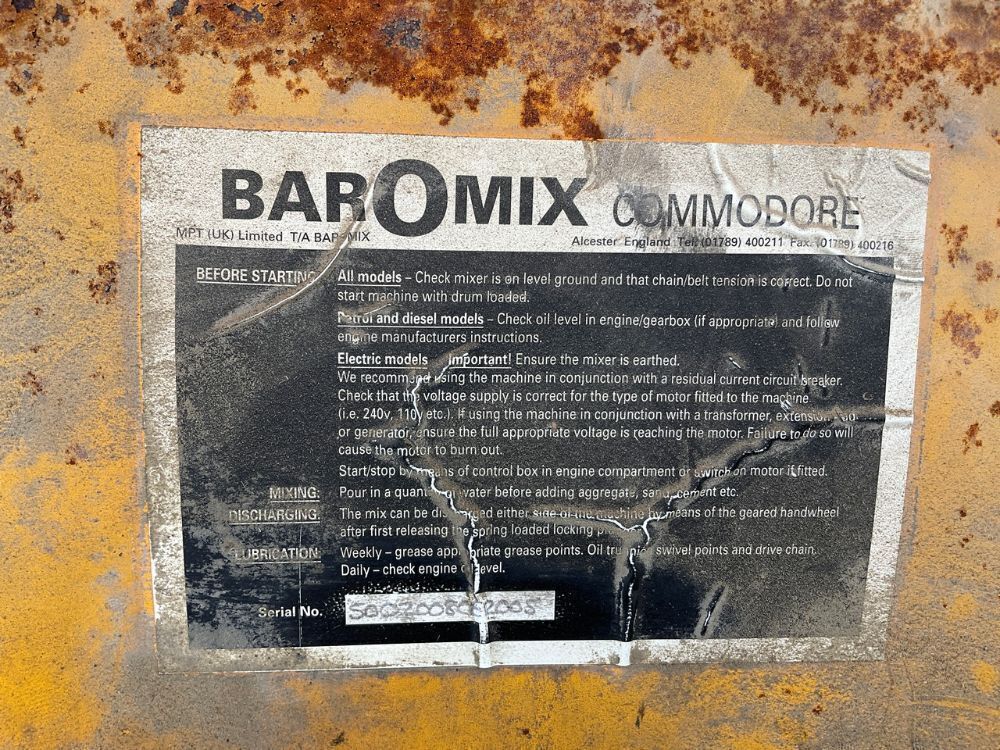 BAROMIX COMMODORE
MPT (UK) Limited T/A BAROMIX Alcester England Tel: (01789) 400211 Fax. (01789) 400216
BEFORE STARTING: All models – Check mixer is on level ground and that chain/belt tension is correct. Do not
start machine with drum loaded.
Petrol and diesel models – Check oil level in engine/gearbox (if appropriate) and follow
engine manufacturers instructions.
Electric models – Important! Ensure the mixer is earthed.
We recommend using the machine in conjunction with a residual current circuit breaker.
Check that the voltage supply is correct for the type of motor fitted to the machine
(i.e. 240v, 110v etc.). If using the machine in conjunction with a transformer, extension
or generator, ensure the full appropriate voltage is reaching the motor. Failure to do so will
cause the motor to burn out.
Start/stop by means of control box in engine compartment or switch on motor if fitted.
MIXING: Pour in a quantity of water before adding aggregate, sand, cement etc.
DISCHARGING: The mix can be discharged either side of the machine by means of the geared handwheel
after first releasing the spring loaded locking
LUBRICATION: Weekly – grease appropriate grease points. Oil trunnion swivel points and drive chain.
Daily – check engine oil level.
Serial No.